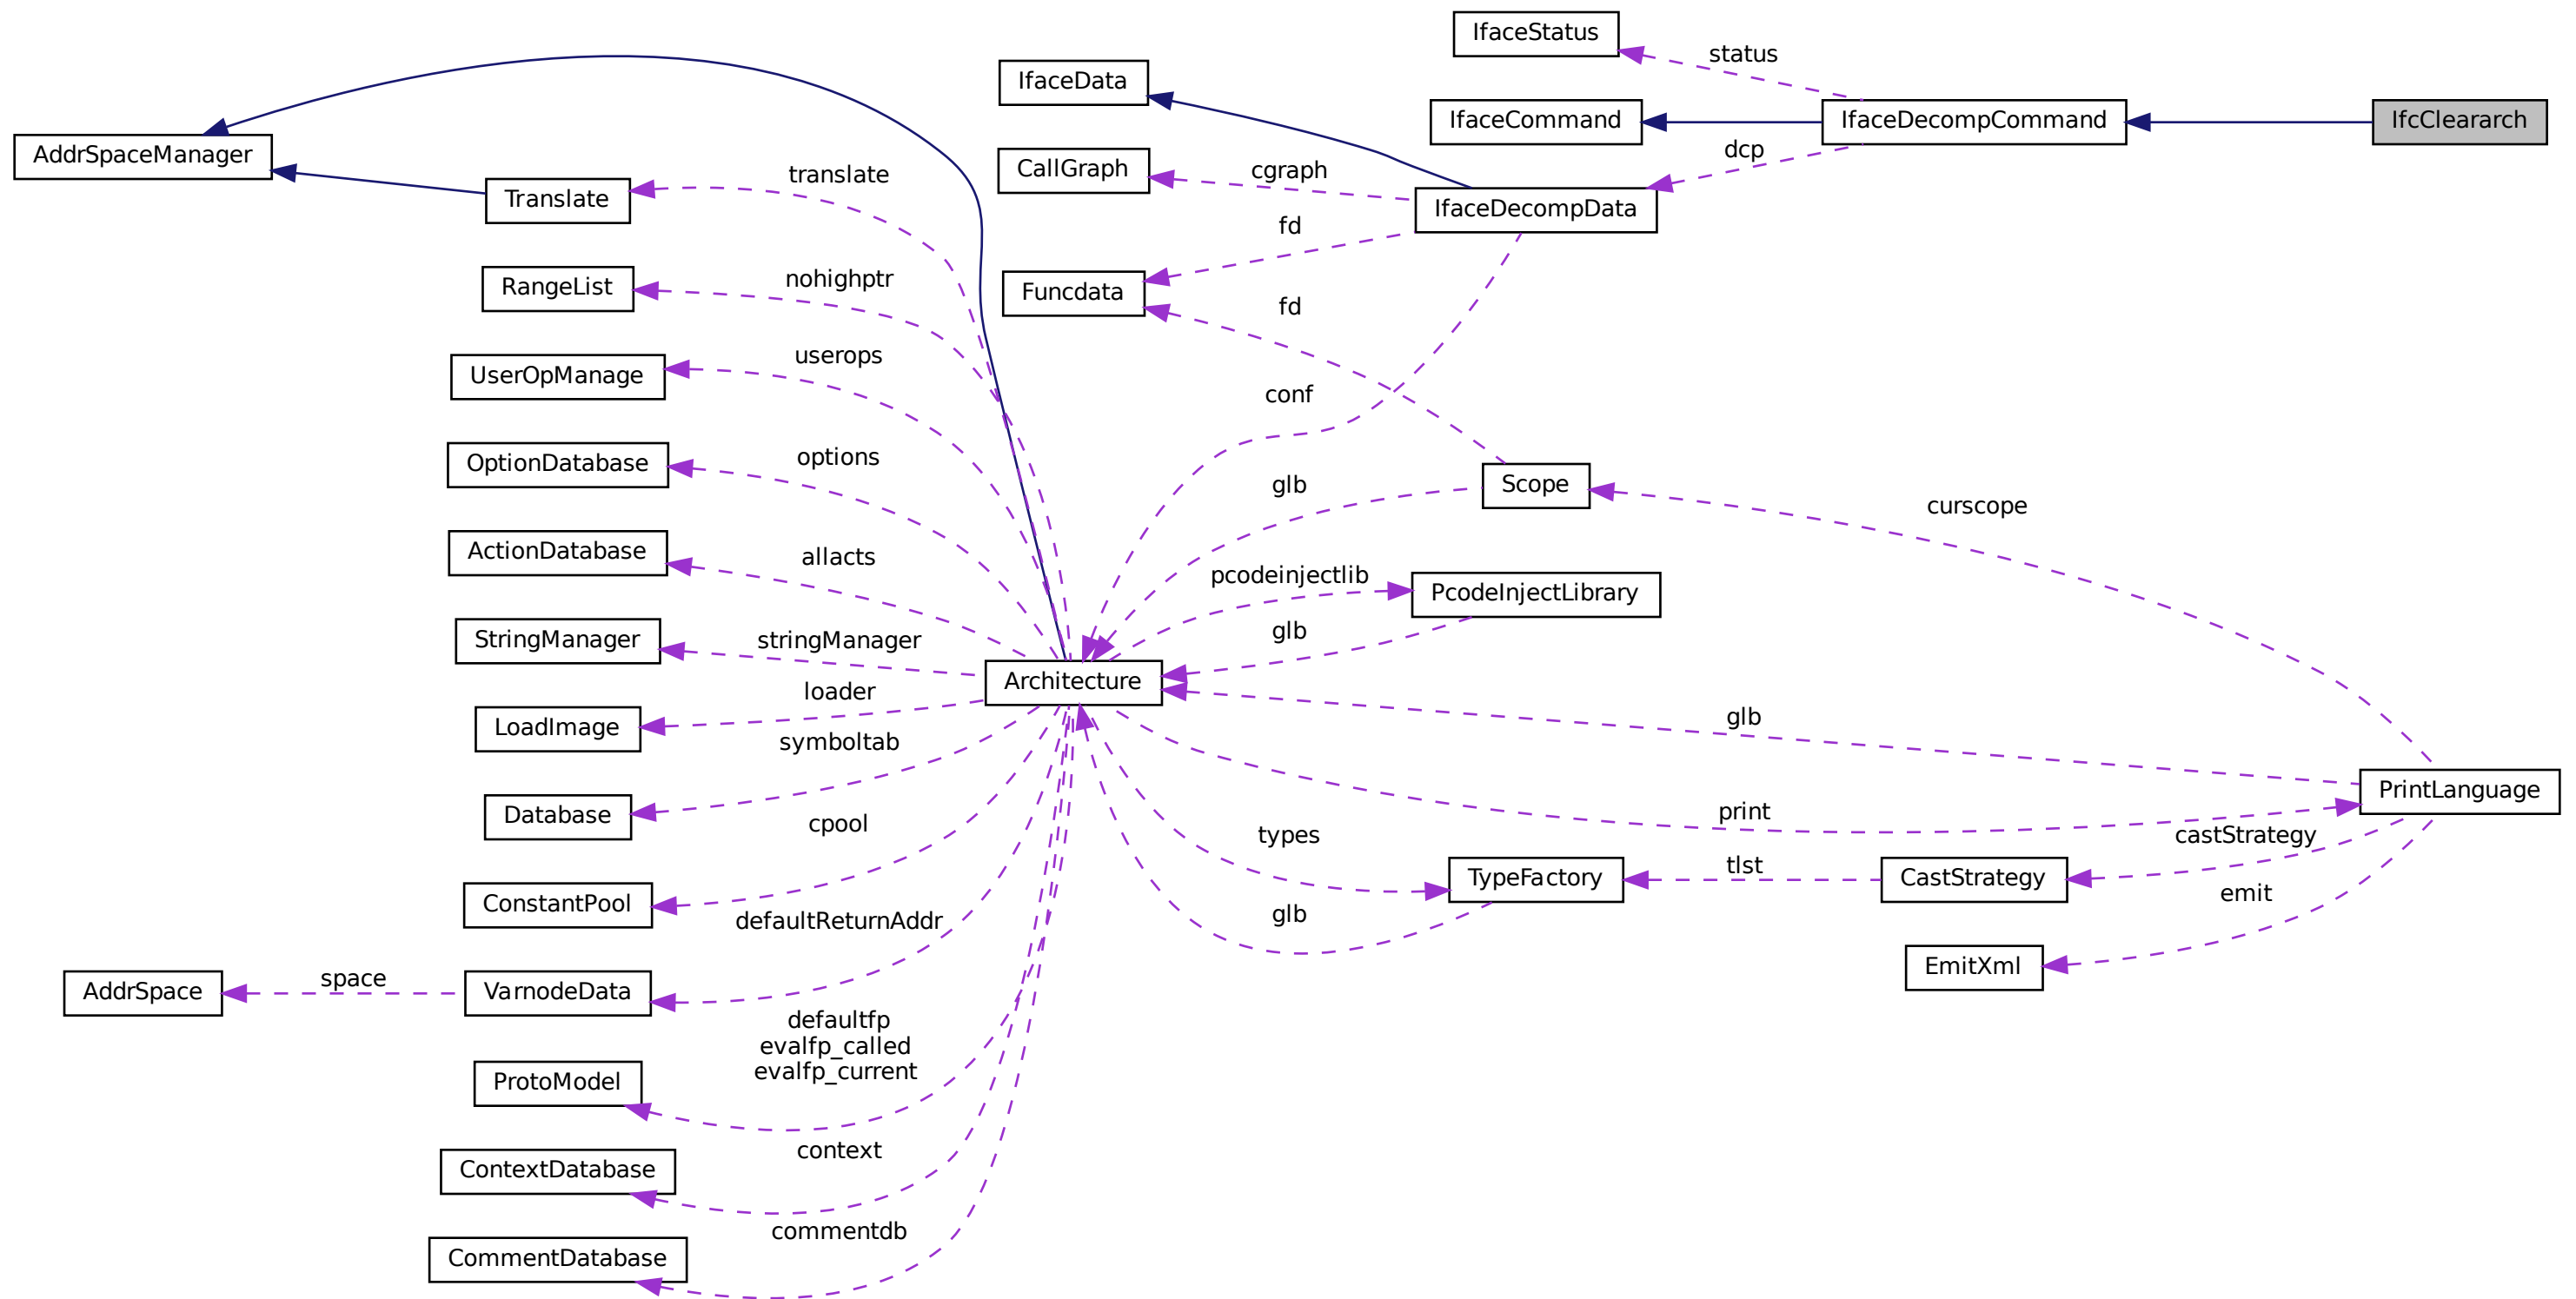 IfaceStatus
status
IfaceData
IfaceCommand
IfaceDecompCommand
IfcCleararch
AddrSpaceManager
CallGraph
cgraph
dcp
translate
Translate
IfaceDecompData
fd
nohighptr
RangeList
Funcdata
fd
userops
UserOpManage
conf
options
OptionDatabase
glb
Scope
curscope
allacts
ActionDatabase
pcodeinjectlib
PcodeInjectLibrary
stringManager
StringManager
glb
Architecture
loader
LoadImage
glb
symboltab
PrintLanguage
print
Database
cpool
types
castStrategy
tlst
TypeFactory
CastStrategy
emit
ConstantPool
defaultReturnAddr
glb
EmitXml
AddrSpace
space
VarnodeData
defaultfp
evalfp_called
evalfp_current
ProtoModel
context
ContextDatabase
commentdb
CommentDatabase